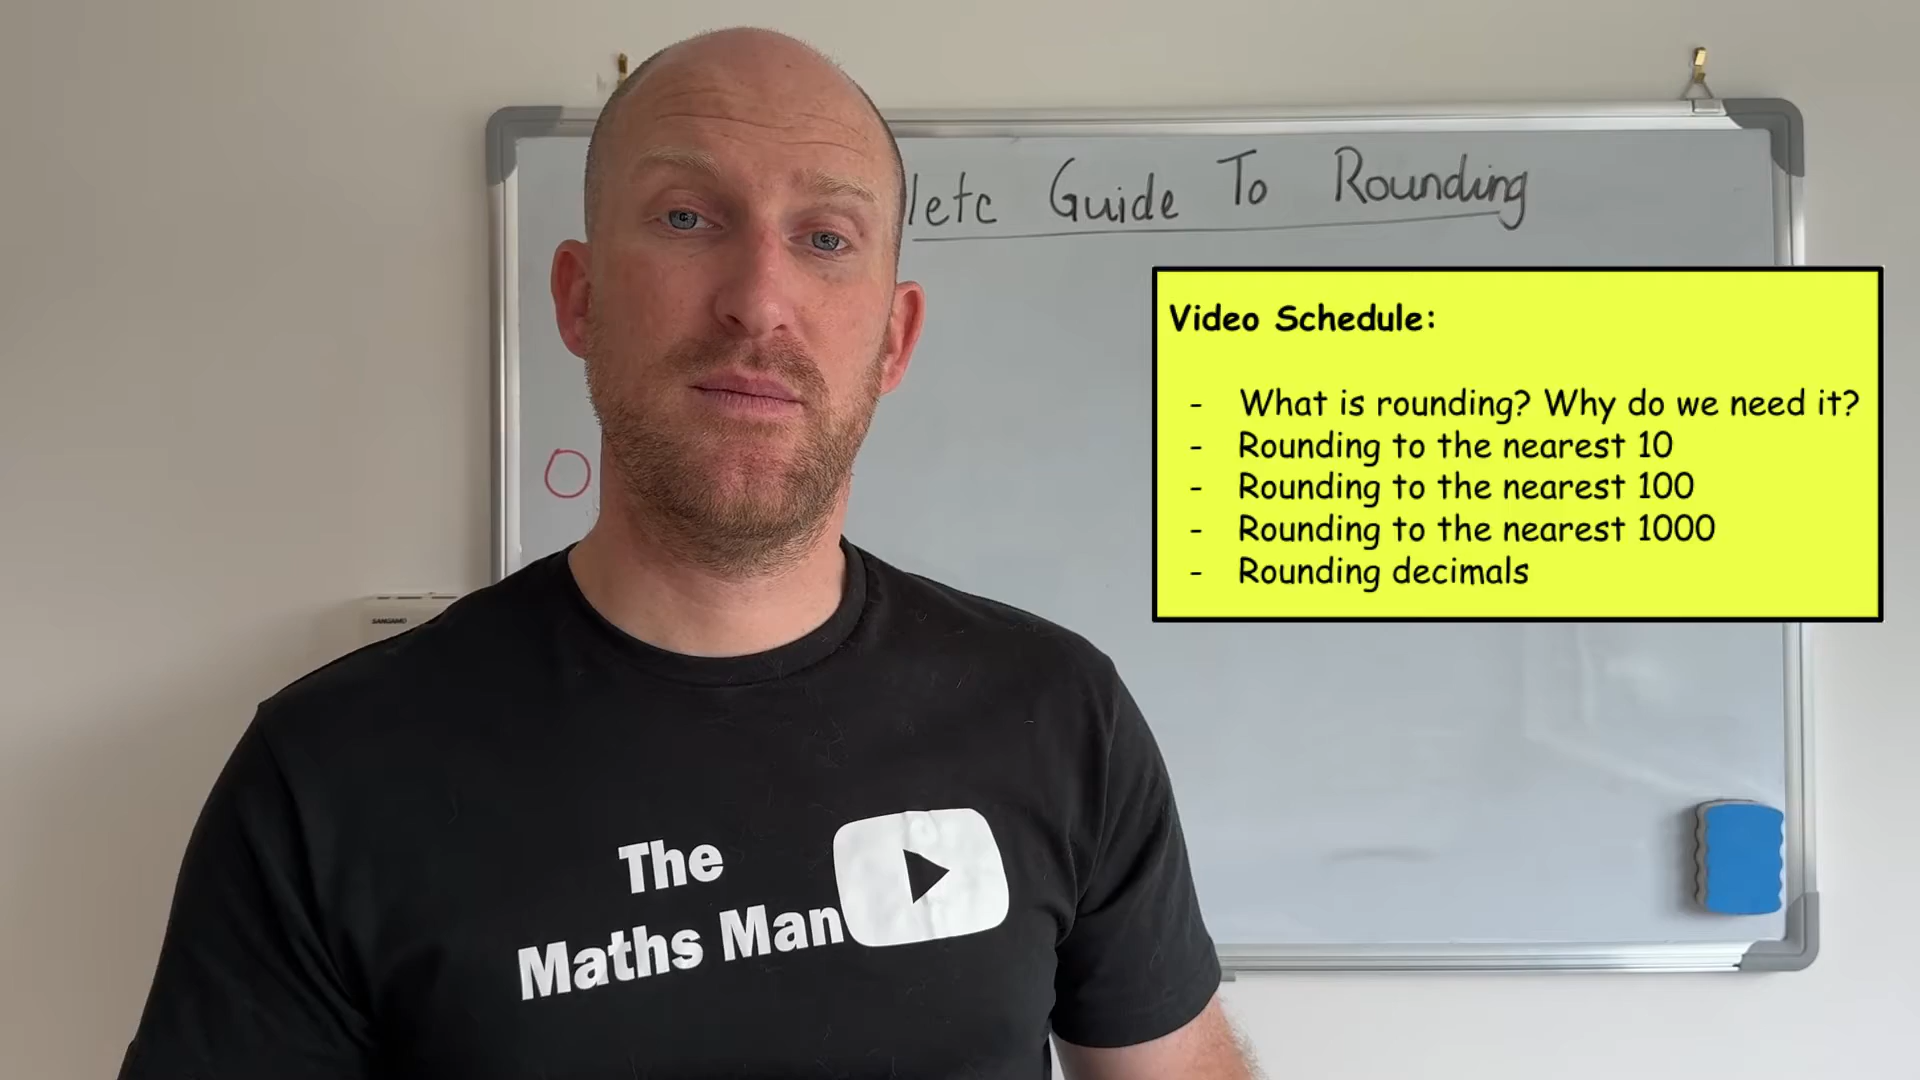 letc Guide To Rounding
Video Schedule:
- What is rounding? Why do we need it?
- Rounding to the nearest 10
- Rounding to the nearest 100
- Rounding to the nearest 1000
- Rounding decimals
SANGAMO
The
Maths Man